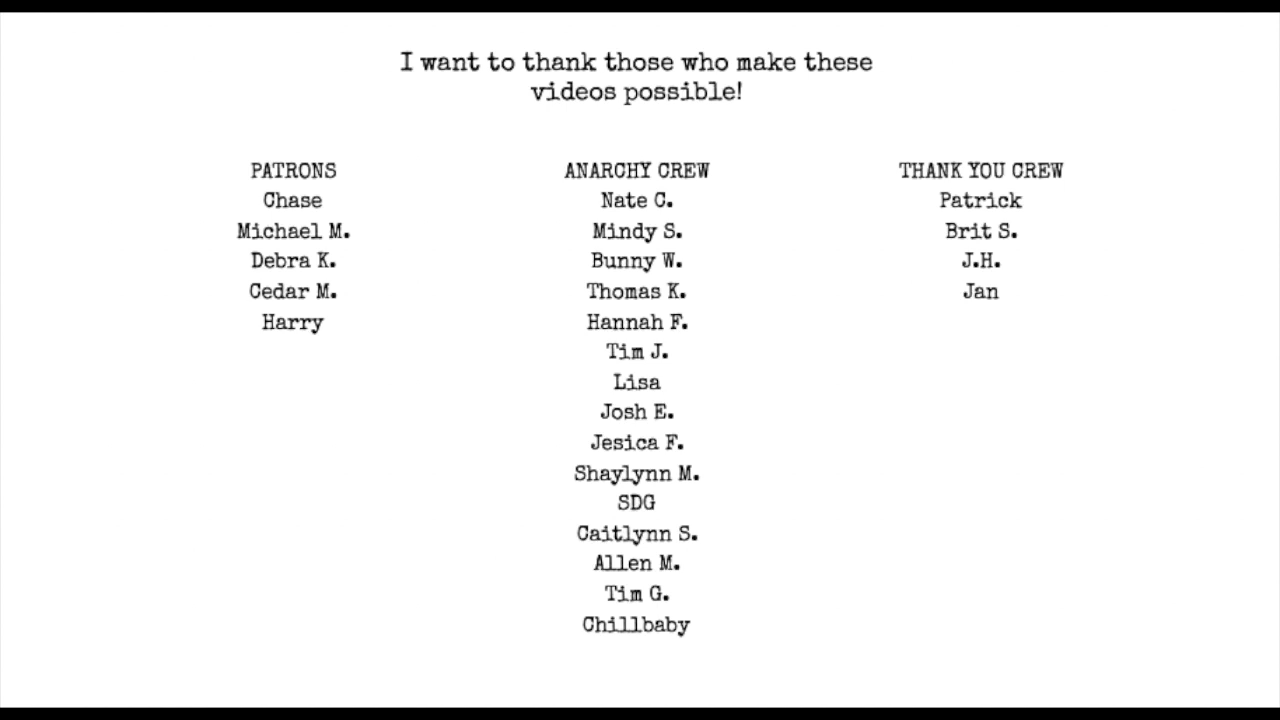 I want to thank those who make these
videos possible!
PATRONS
Chase
Michael M.
Debra K.
Cedar M.
Harry
ANARCHY CREW
Nate C.
Mindy S.
Bunny W.
Thomas K.
Hannah F.
Tim J.
Lisa
Josh E.
Jesica F.
Shaylynn M.
SDG
Caitlynn S.
Allen M.
Tim G.
Chillbaby
THANK YOU CREW
Patrick
Brit S.
J.H.
Jan